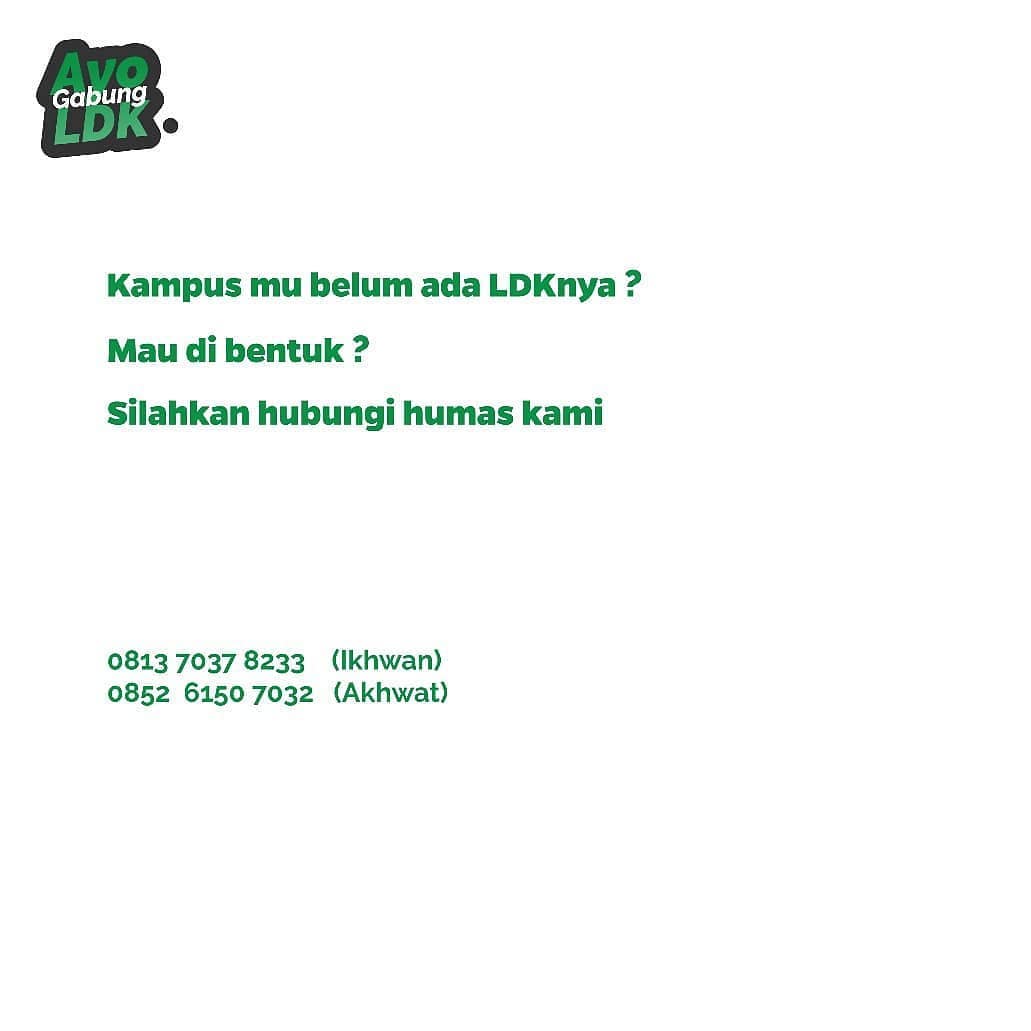 Ayo
Gabung
LDK
Kampus mu belum ada LDKnya ?
Mau di bentuk ?
Silahkan hubungi humas kami
0813 7037 8233 (Ikhwan)
0852 6150 7032 (Akhwat)